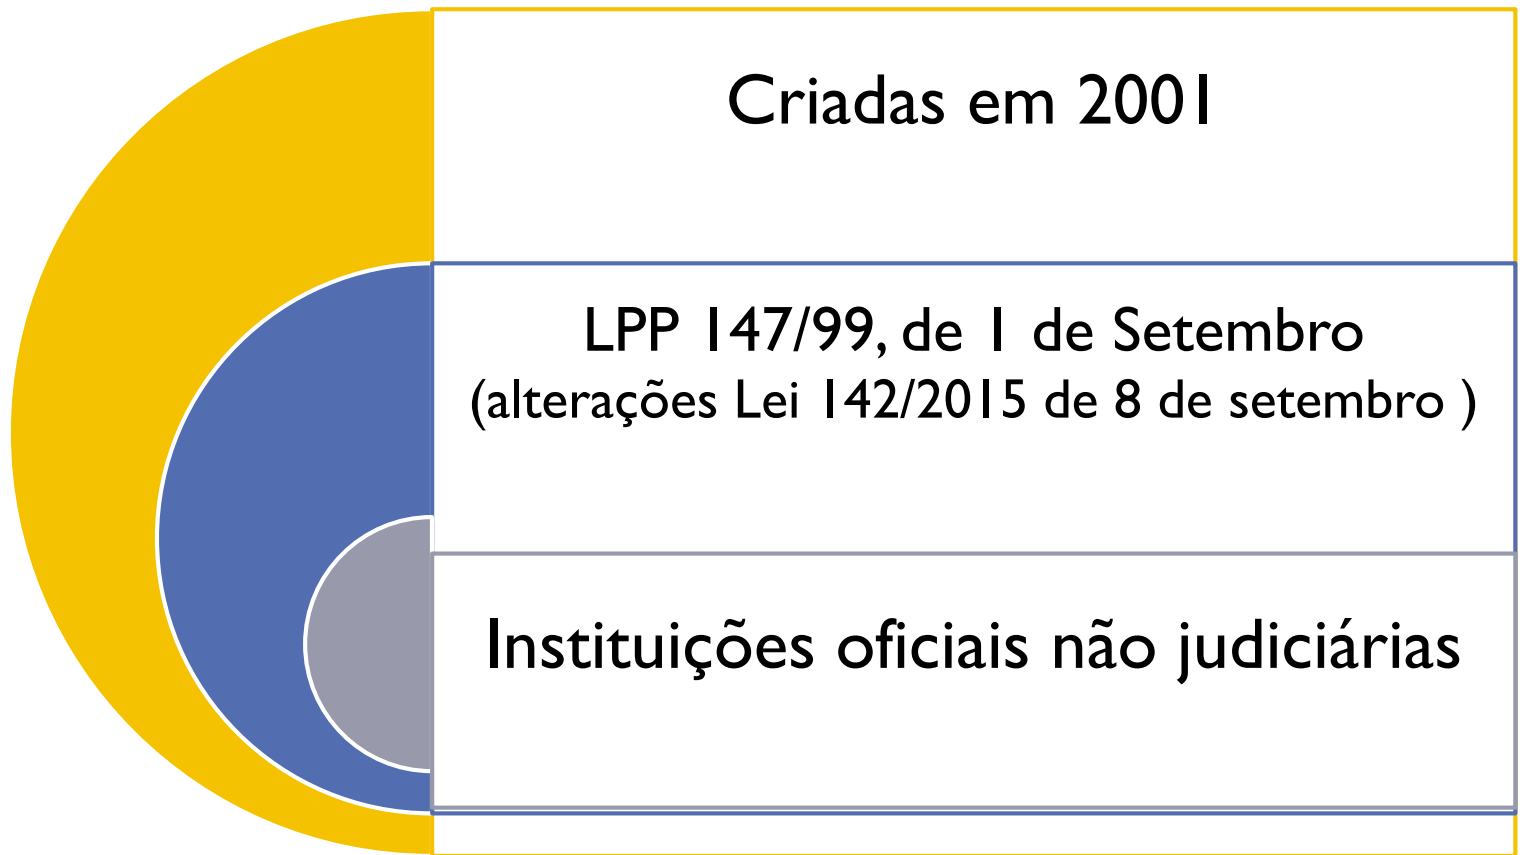 Criadas em 2001
LPP 147/99, de 1 de Setembro
(alterações Lei 142/2015 de 8 de setembro )
Instituições oficiais não judiciárias